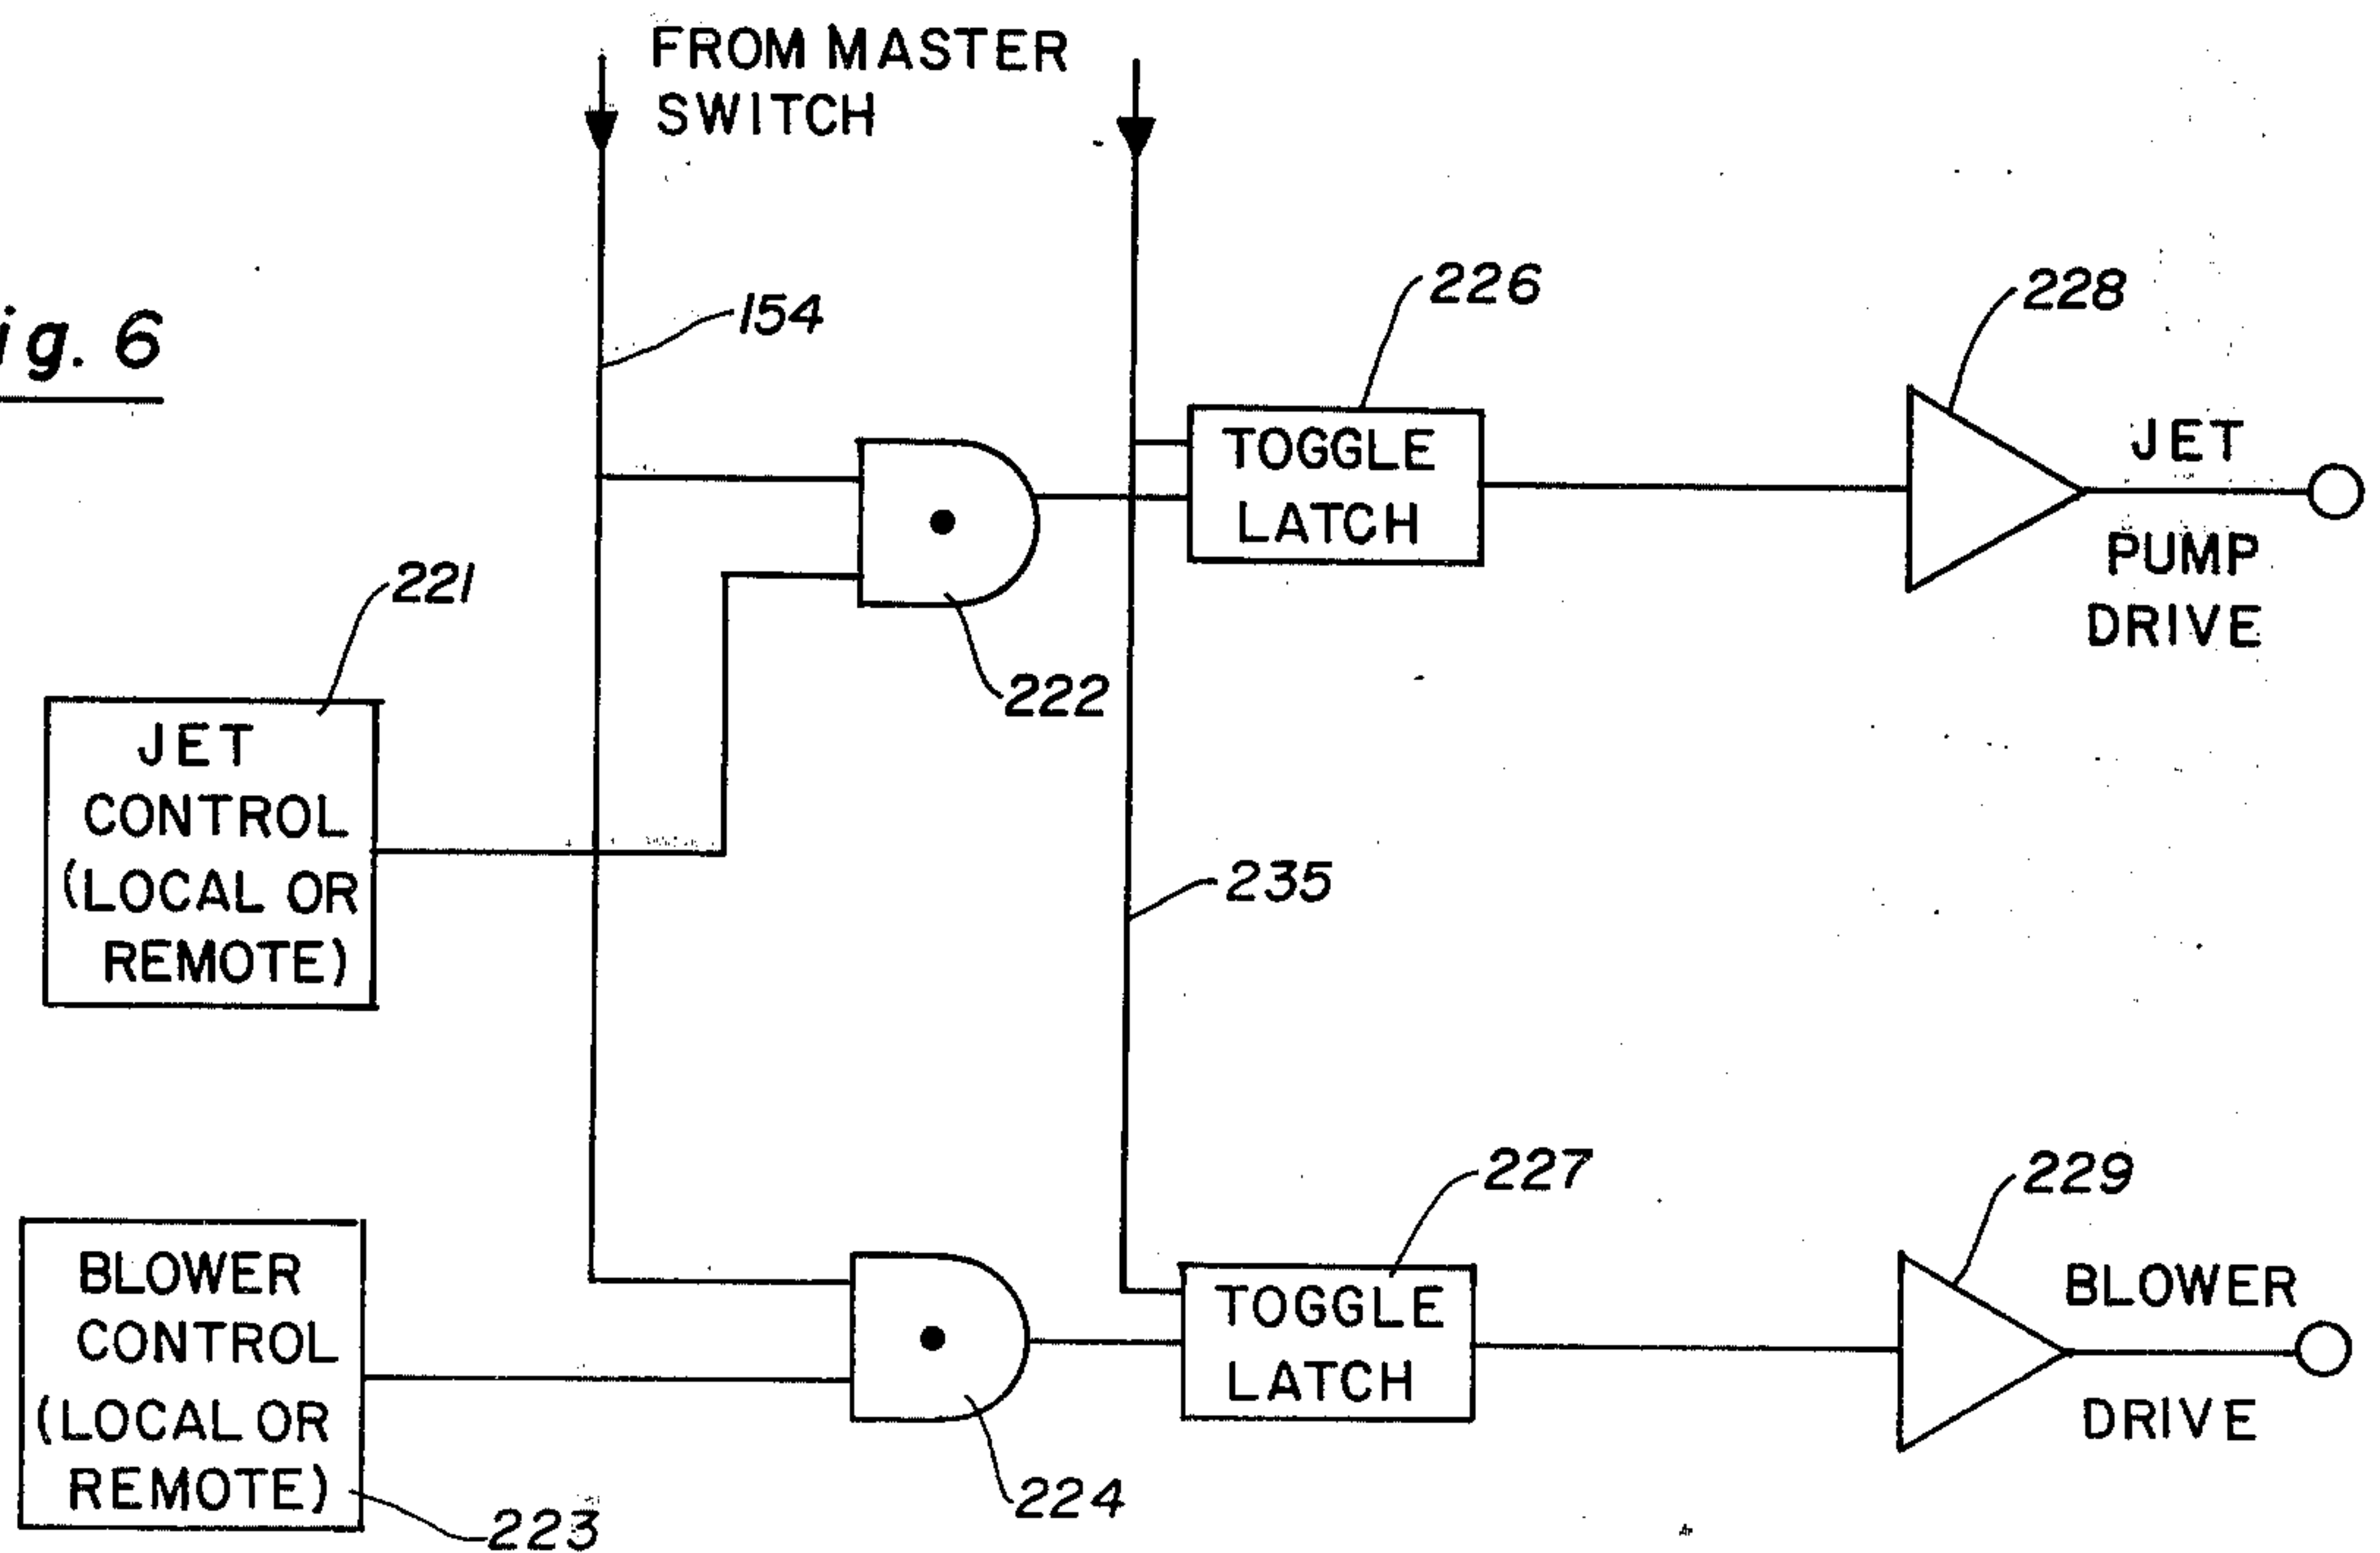 FROM MASTER
SWITCH
ig. 6
154
226
228
TOGGLE
LATCH
JET
PUMP
DRIVE
221
222
JET
CONTROL
(LOCAL OR
REMOTE)
235
227
229
BLOWER
CONTROL
(LOCAL OR
REMOTE)
TOGGLE
LATCH
BLOWER
DRIVE
224
223